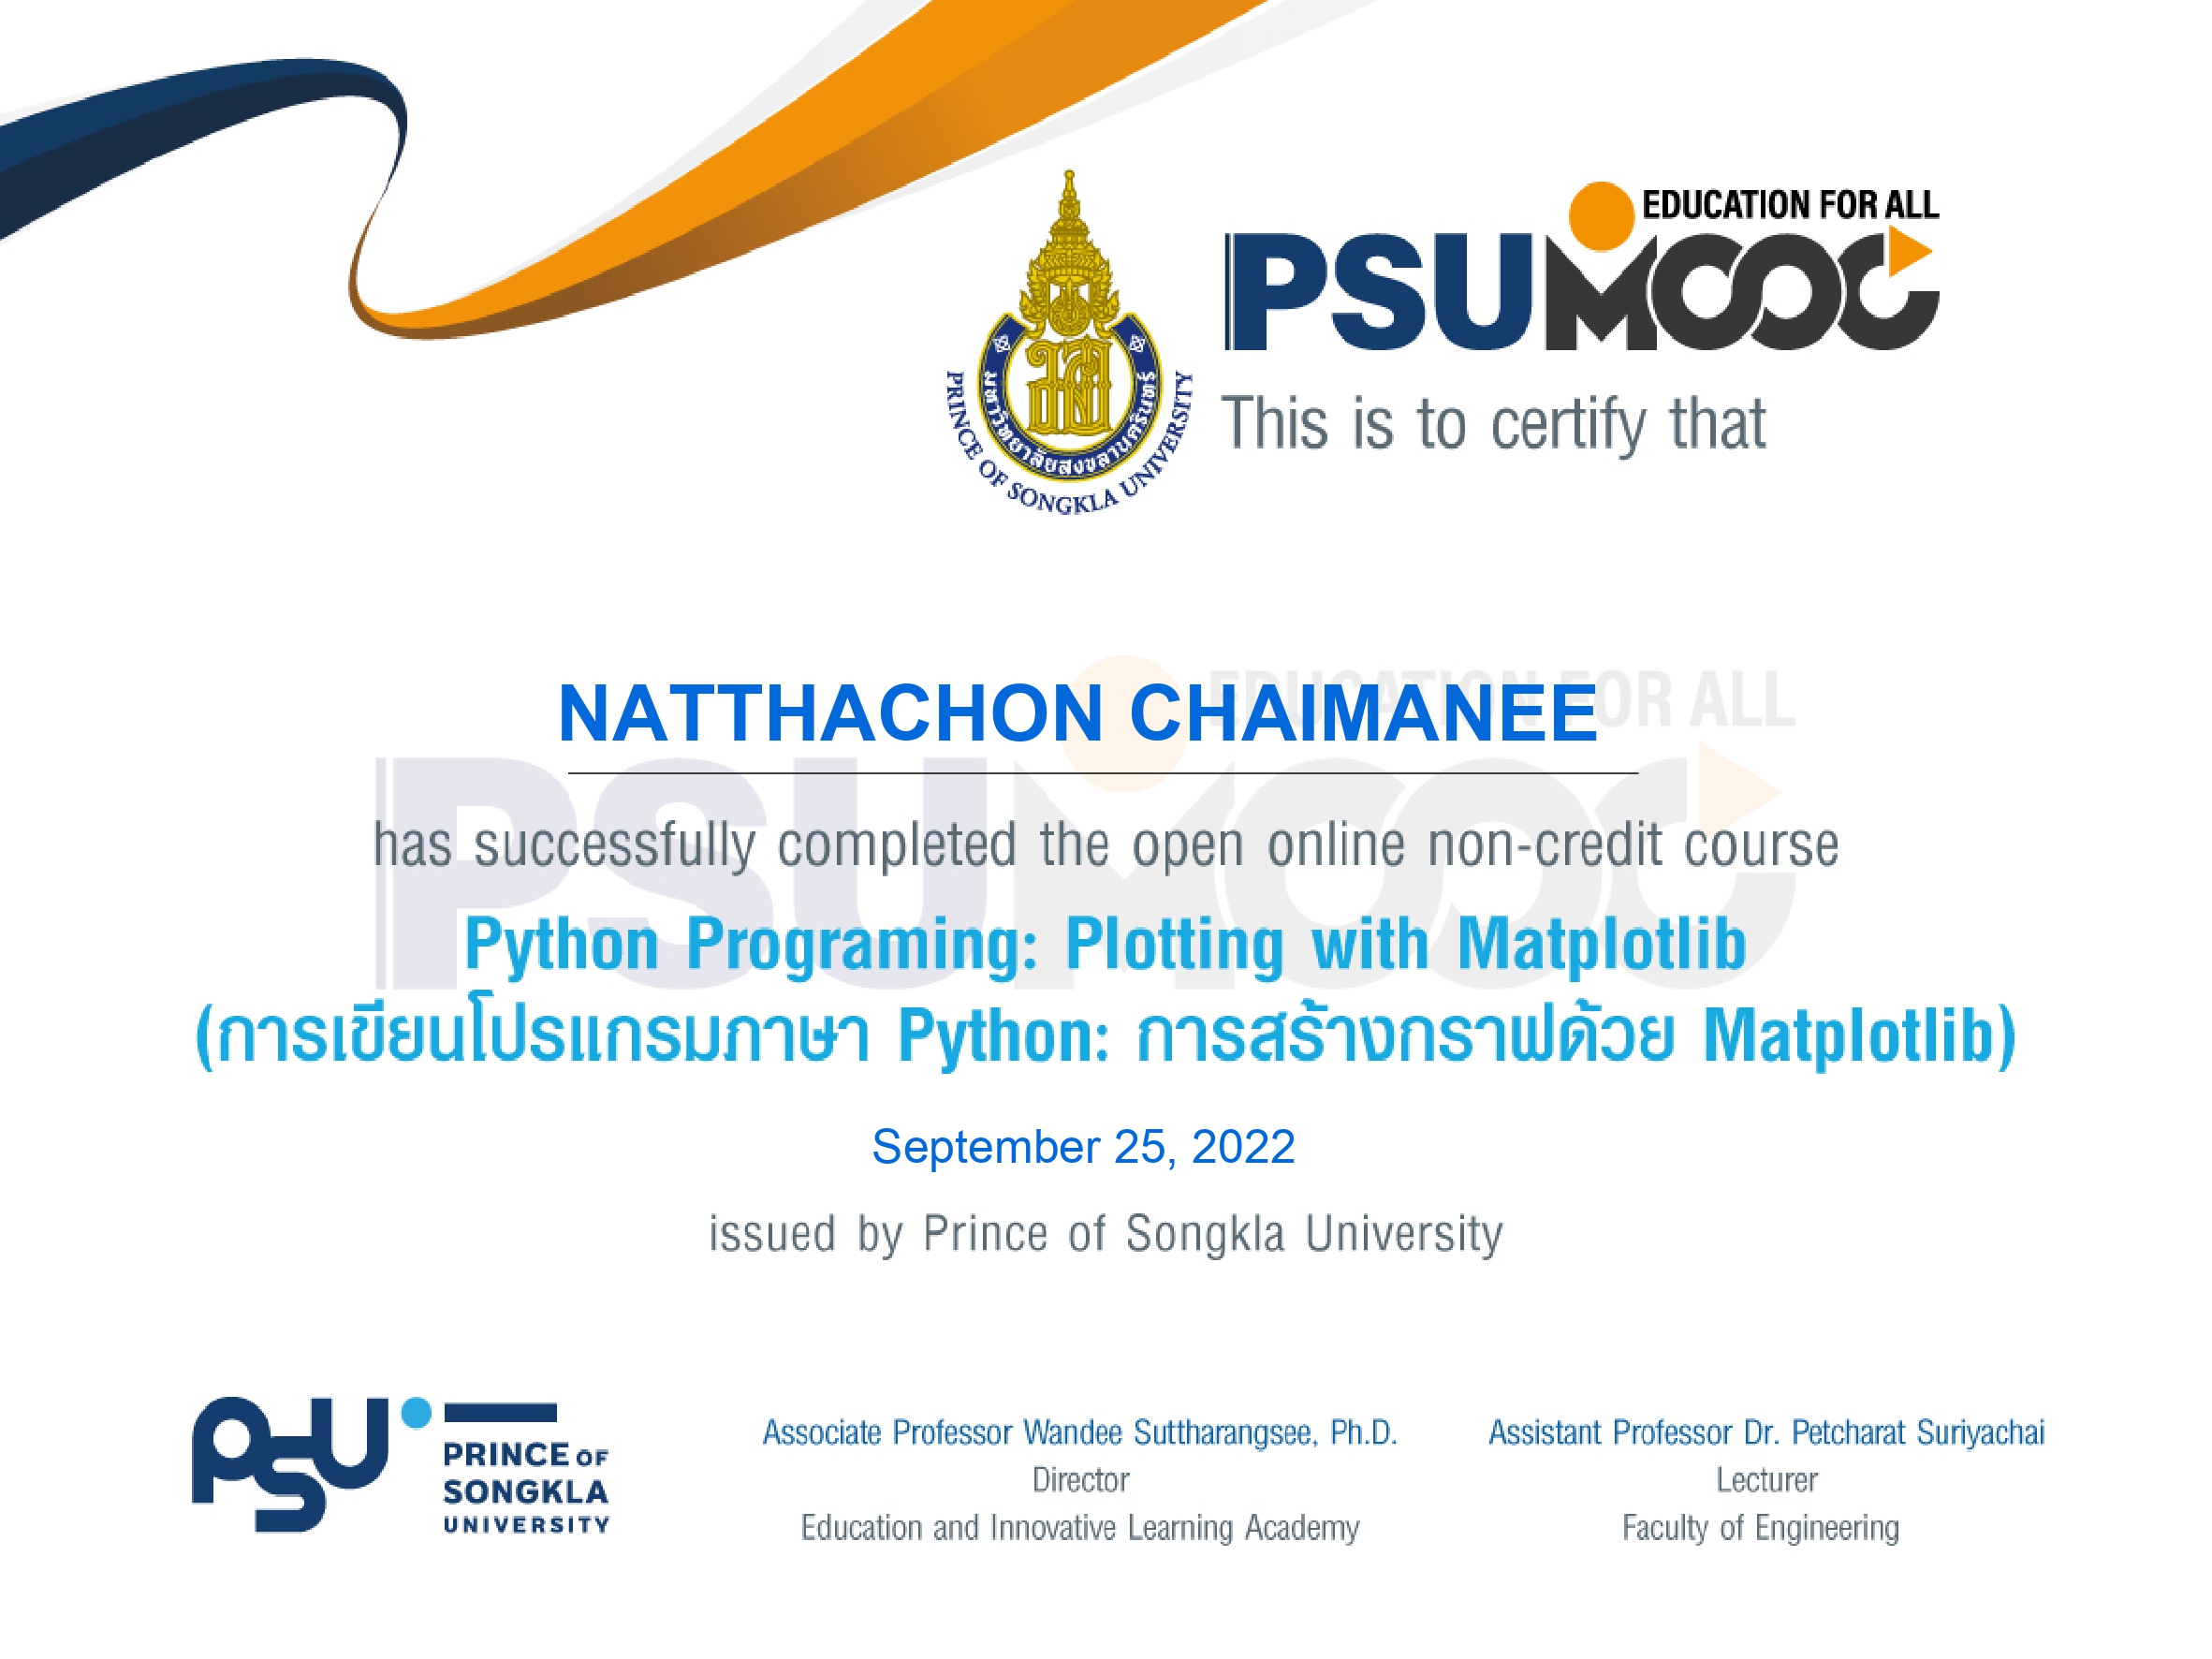 EDUCATION FOR ALL
PSUMOOC
มหาวิทยาลัยสงขลานครินทร์
PRINCE OF SONGKLA UNIVERSITY
This is to certify that
EDUCATION FOR ALL
PSUMOOC
NATTHACHON CHAIMANEE
has successfully completed the open online non-credit course
Python Programing: Plotting with Matplotlib
(การเขียนโปรแกรมภาษา Python: การสร้างกราฟด้วย Matplotlib)
September 25, 2022
issued by Prince of Songkla University
PSU
PRINCE OF
SONGKLA
UNIVERSITY
Associate Professor Wandee Suttharangsee, Ph.D.
Director
Education and Innovative Learning Academy
Assistant Professor Dr. Petcharat Suriyachai
Lecturer
Faculty of Engineering